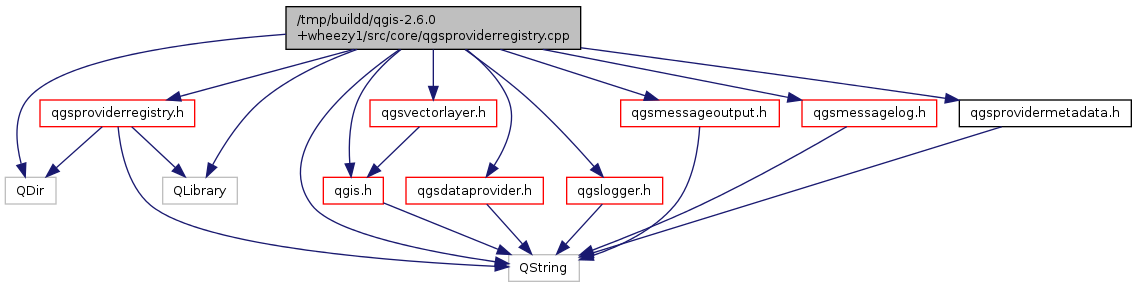 /tmp/buildd/qgis-2.6.0
+wheezy1/src/core/qgsproviderregistry.cpp
qgsproviderregistry.h
qgsvectorlayer.h
qgsmessageoutput.h
qgsmessagelog.h
qgsprovidermetadata.h
QDir
QLibrary
qgis.h
qgsdataprovider.h
qgslogger.h
QString